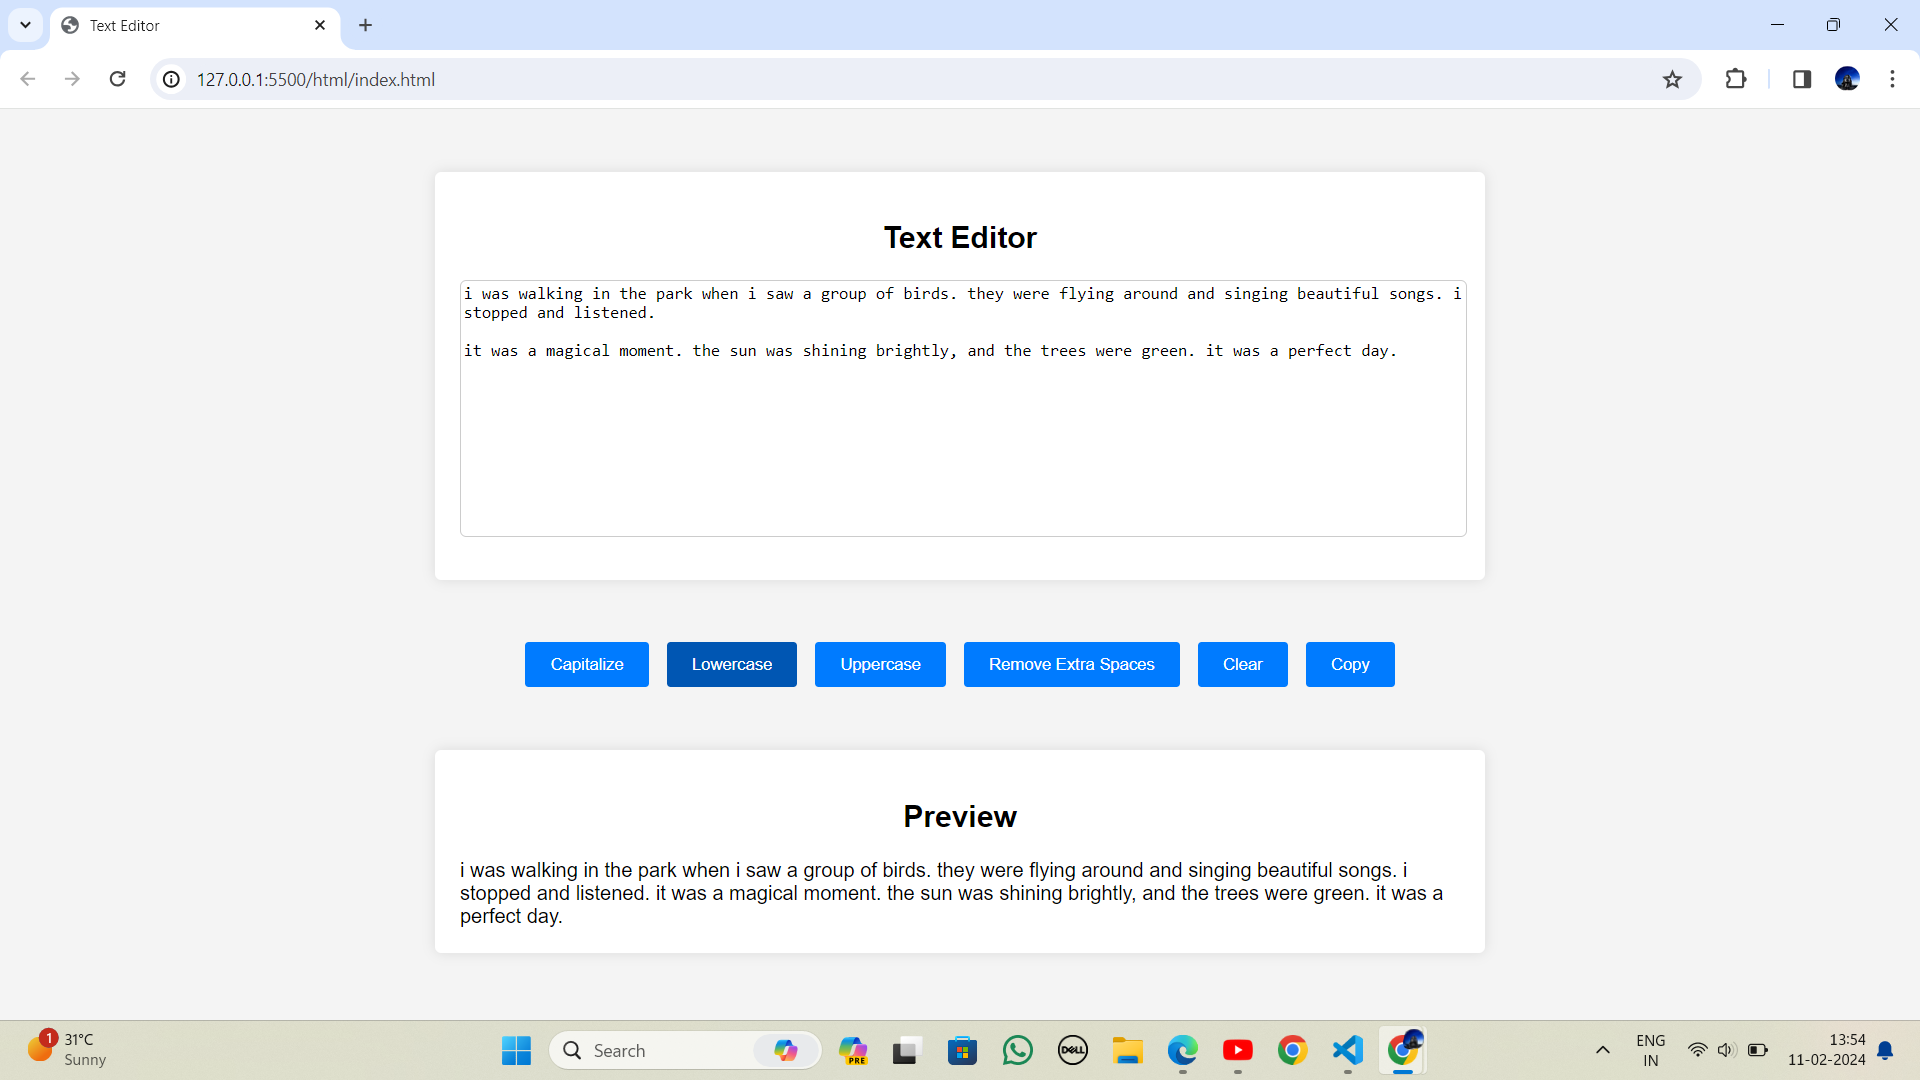 Text Editor
127.0.0.1:5500/html/index.html
Text Editor
i was walking in the park when i saw a group of birds. they were flying around and singing beautiful songs. i
stopped and listened.
it was a magical moment. the sun was shining brightly, and the trees were green. it was a perfect day.
Capitalize Lowercase Uppercase Remove Extra Spaces Clear Copy
Preview
i was walking in the park when i saw a group of birds. they were flying around and singing beautiful songs. i
stopped and listened. it was a magical moment. the sun was shining brightly, and the trees were green. it was a
perfect day.
1
31°C
Sunny
Search
PRE
DELL
ENG
IN
13:54
11-02-2024